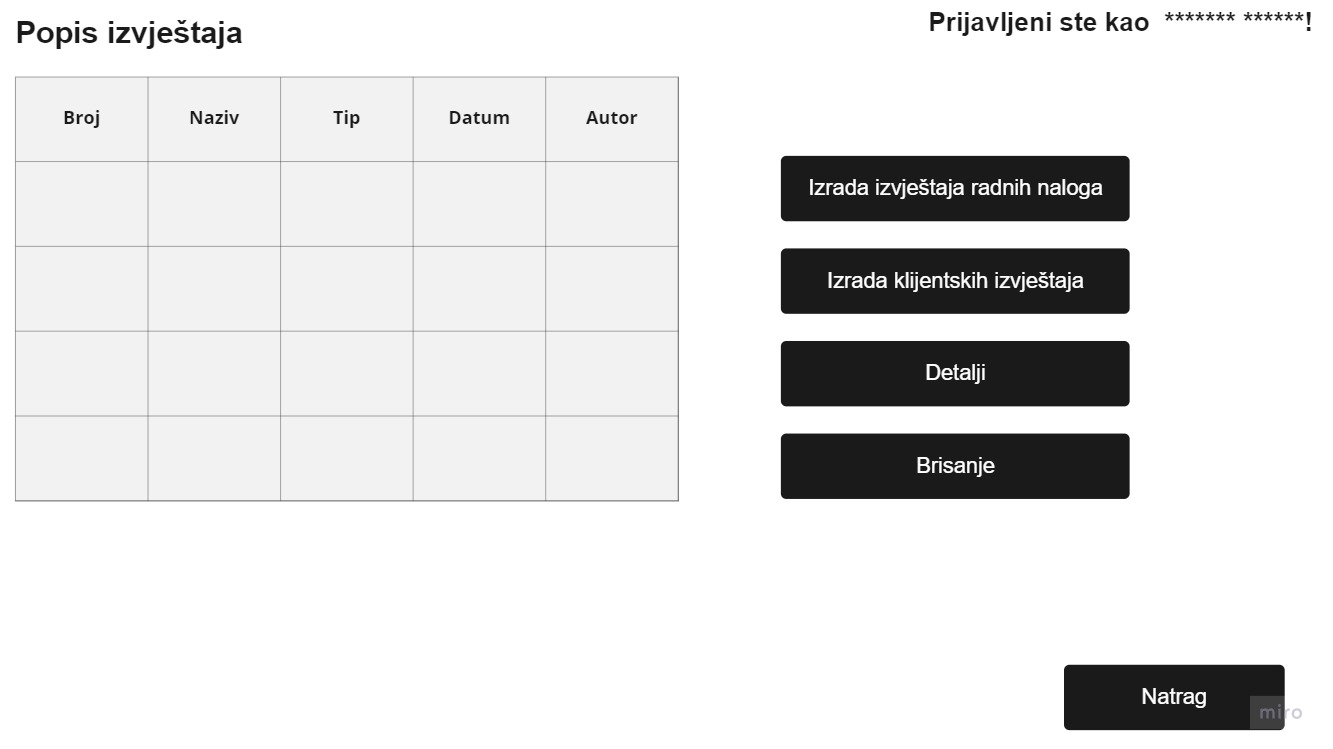 Popis izvještaja
Prijavljeni ste kao ******* ******!
Broj Naziv Tip Datum Autor
Izrada izvještaja radnih naloga
Izrada klijentskih izvještaja
Detalji
Brisanje
Natrag
miro